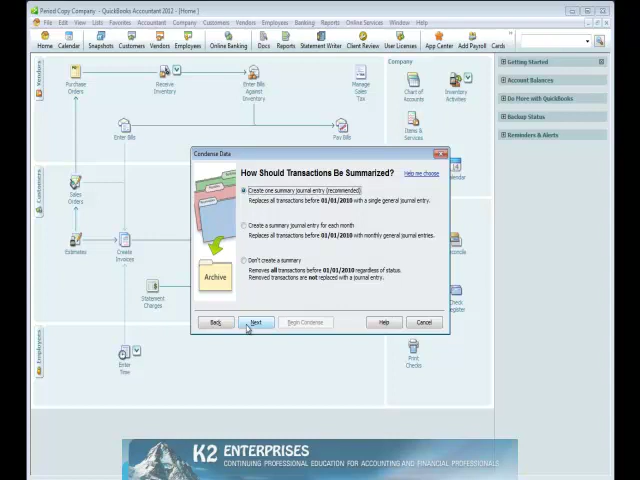 Period Copy Company - QuickBooks Accountant 2012 - [Home]
File Edit View Lists Favorites Accountant Company Customers Vendors Employees Banking Reports Online Services Window Help
Home Calendar Snapshots Customers Vendors Employees Online Banking Docs Reports Statement Writer Client Review User Licenses App Center Add Payroll Cards
Vendors
Purchase Orders
Receive Inventory
Enter Bills Against Inventory
Manage Sales Tax
Enter Bills
Pay Bills
Company
Chart of Accounts
Inventory Activities
Items & Services
Calendar
Getting Started
Account Balances
Do More with QuickBooks
Backup Status
Reminders & Alerts
Customers
Sales Orders
Estimates
Create Invoices
Statement Charges
Employees
Enter Time
Check Register
Print Checks
Condense Data
How Should Transactions Be Summarized?
Help me choose
Create one summary journal entry (recommended)
Replaces all transactions before 01/01/2010 with a single general journal entry.
Create a summary journal entry for each month
Replaces all transactions before 01/01/2010 with monthly general journal entries.
Don't create a summary
Removes all transactions before 01/01/2010 regardless of status.
Removed transactions are not replaced with a journal entry.
Archive
Back Next Begin Condense Help Cancel
K2 ENTERPRISES
CONTINUING PROFESSIONAL EDUCATION FOR ACCOUNTING AND FINANCIAL PROFESSIONALS